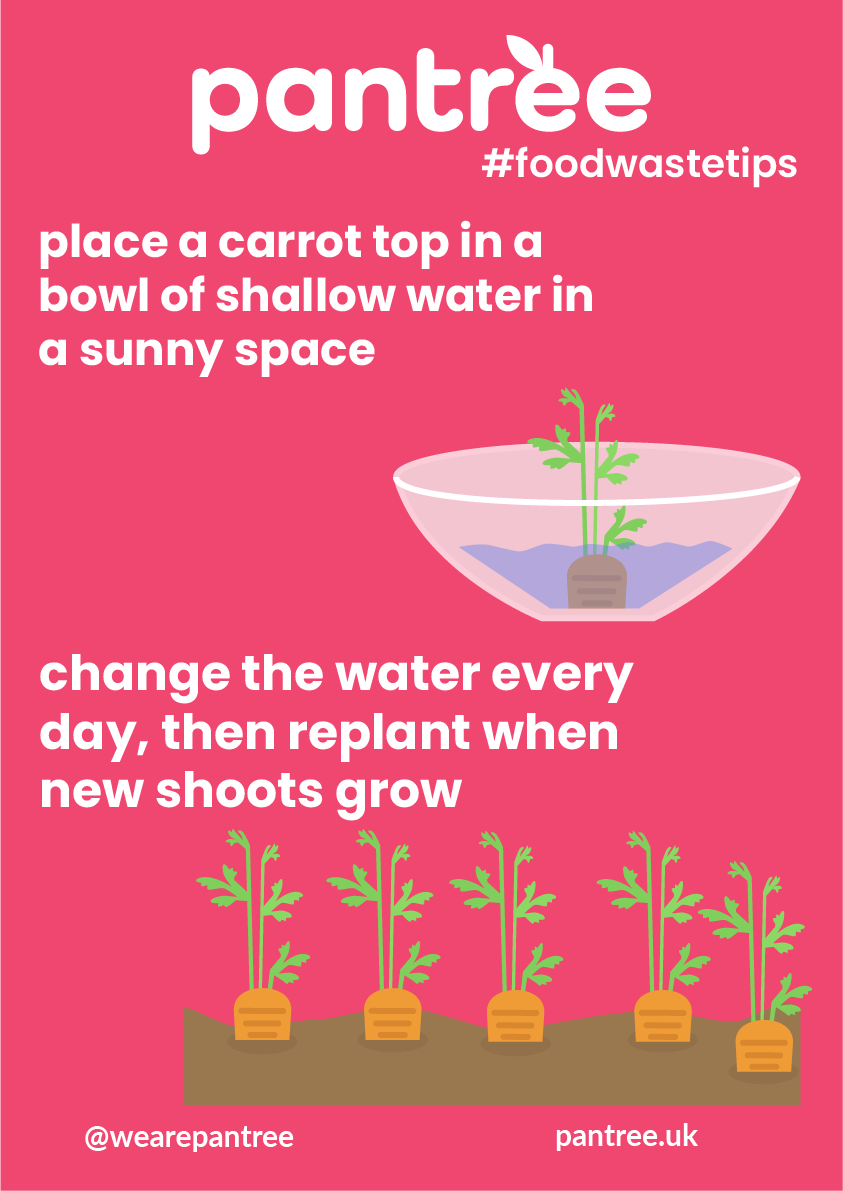 pantree
#foodwastetips
place a carrot top in a
bowl of shallow water in
a sunny space
change the water every
day, then replant when
new shoots grow
@wearepantree
pantree.uk